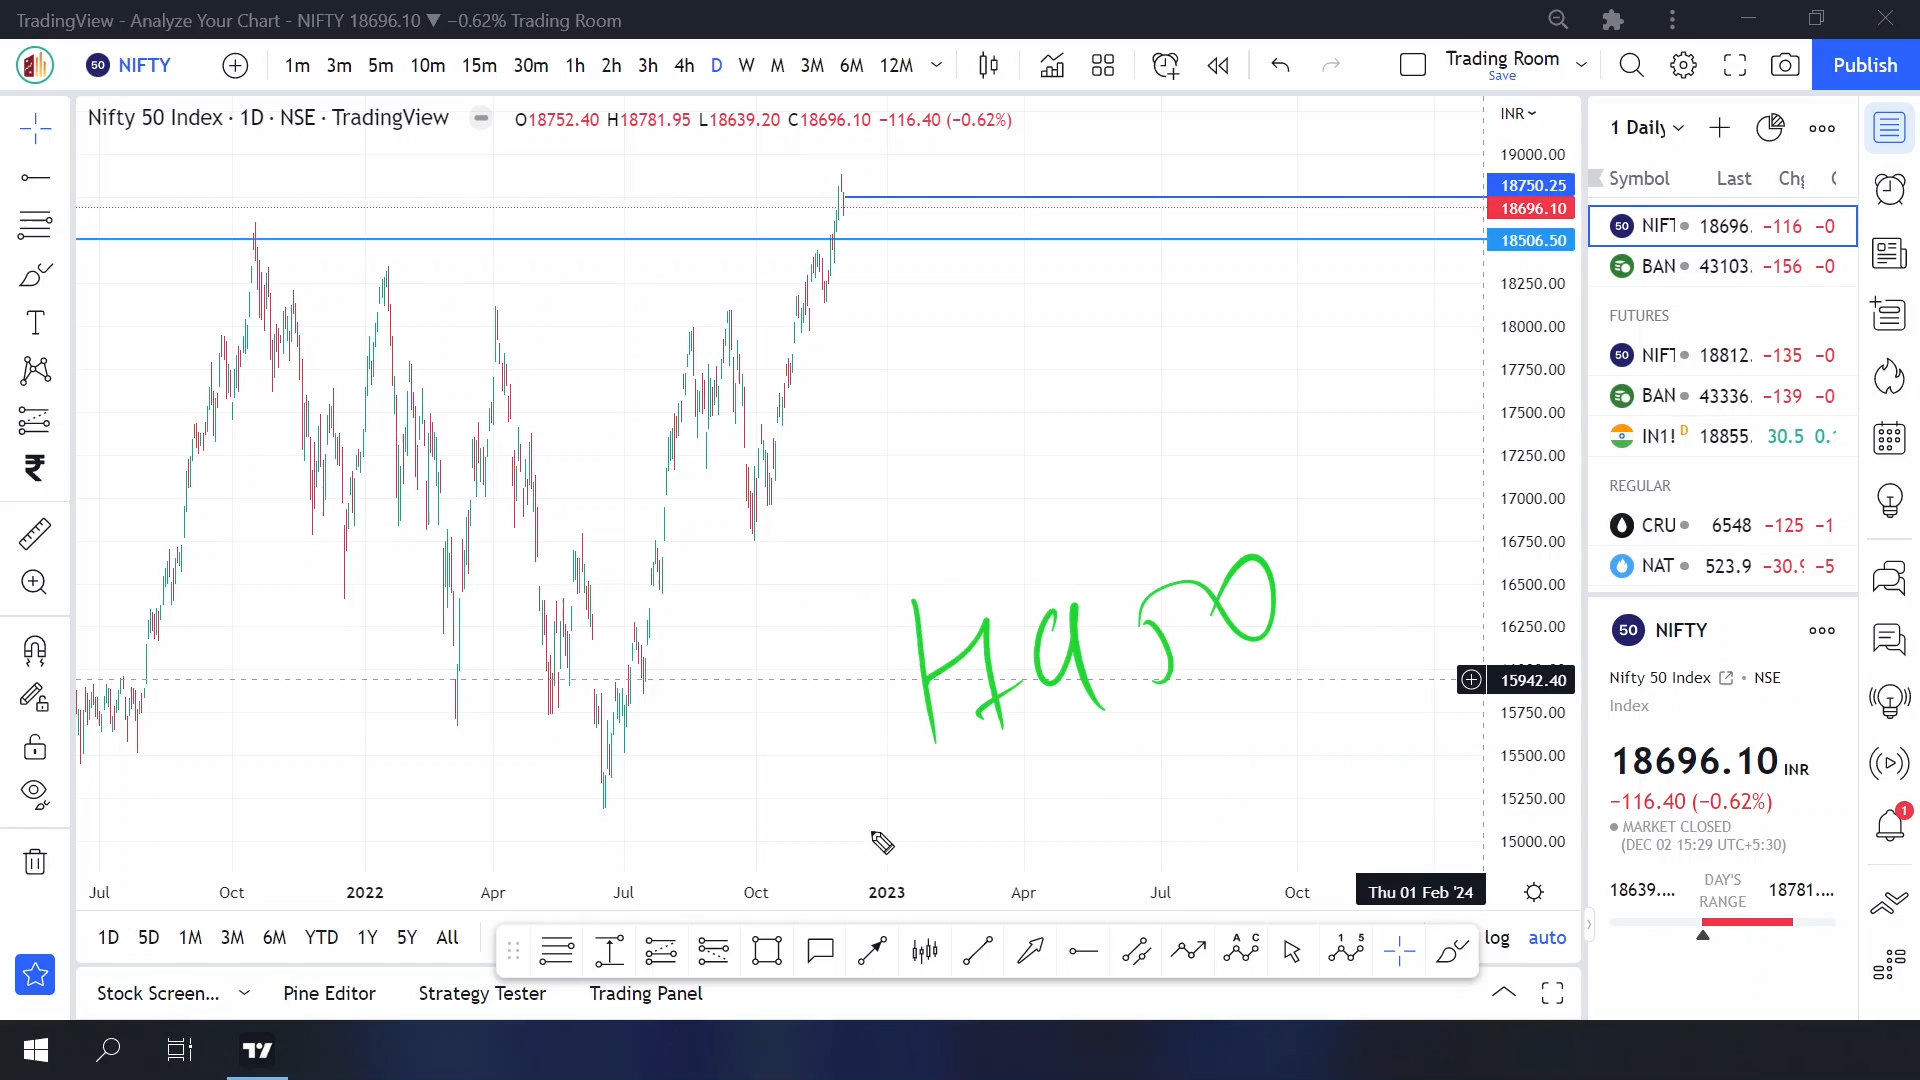 TradingView - Analyze Your Chart - NIFTY 18696.10 ▼ −0.62% Trading Room
50 NIFTY 1m 3m 5m 10m 15m 30m 1h 2h 3h 4h D W M 3M 6M 12M Trading Room Save Publish
Nifty 50 Index · 1D · NSE · TradingView O18752.40 H18781.95 L18639.20 C18696.10 −116.40 (−0.62%)
INR
19000.00
18750.25
18696.10
18506.50
18250.00
18000.00
17750.00
17500.00
17250.00
17000.00
16750.00
16500.00
16250.00
15942.40
15750.00
15500.00
15250.00
15000.00
Jul Oct 2022 Apr Jul Oct 2023 Apr Jul Oct Thu 01 Feb '24
1D 5D 1M 3M 6M YTD 1Y 5Y All log auto
Stock Screen... Pine Editor Strategy Tester Trading Panel
1 Daily
Symbol Last Chg
50 NIFT 18696. −116 −0
BAN 43103. −156 −0
FUTURES
50 NIFT 18812. −135 −0
BAN 43336. −139 −0
IN1! D 18855. 30.5 0.1
REGULAR
CRU 6548 −125 −1
NAT 523.9 −30.9 −5
50 NIFTY
Nifty 50 Index • NSE
Index
18696.10 INR
−116.40 (−0.62%)
MARKET CLOSED
(DEC 02 15:29 UTC+5:30)
18639.... DAY'S RANGE 18781....
1